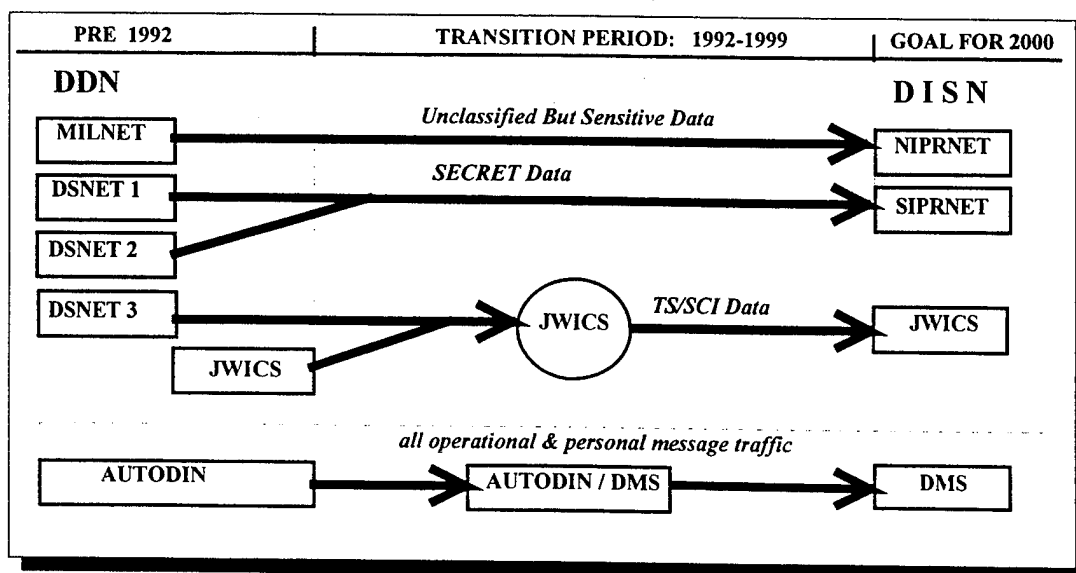 PRE 1992
TRANSITION PERIOD: 1992-1999
GOAL FOR 2000
DDN
D I S N
MILNET
Unclassified But Sensitive Data
NIPRNET
DSNET 1
SECRET Data
SIPRNET
DSNET 2
DSNET 3
JWICS
TS/SCI Data
JWICS
JWICS
all operational & personal message traffic
AUTODIN
AUTODIN / DMS
DMS